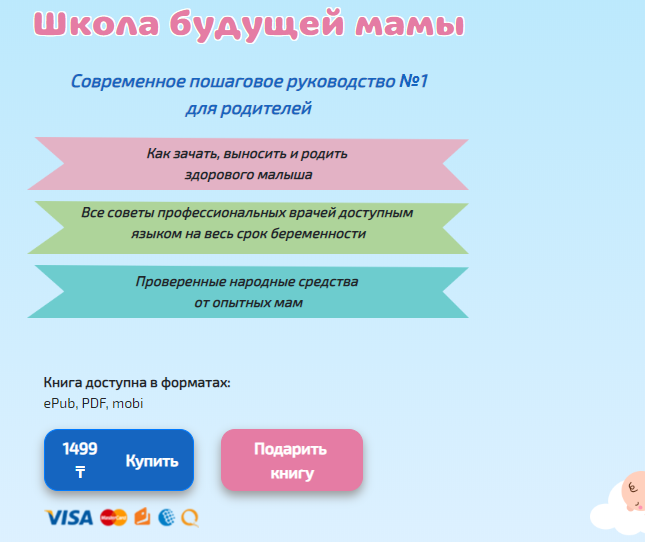 Школа будущей мамы
Современное пошаговое руководство №1
для родителей
Как зачать, выносить и родить
здорового малыша
Все советы профессиональных врачей доступным
языком на весь срок беременности
Проверенные народные средства
от опытных мам
Книга доступна в форматах:
ePub, PDF, mobi
1499
₸
Купить
Подарить
книгу
VISA MasterCard